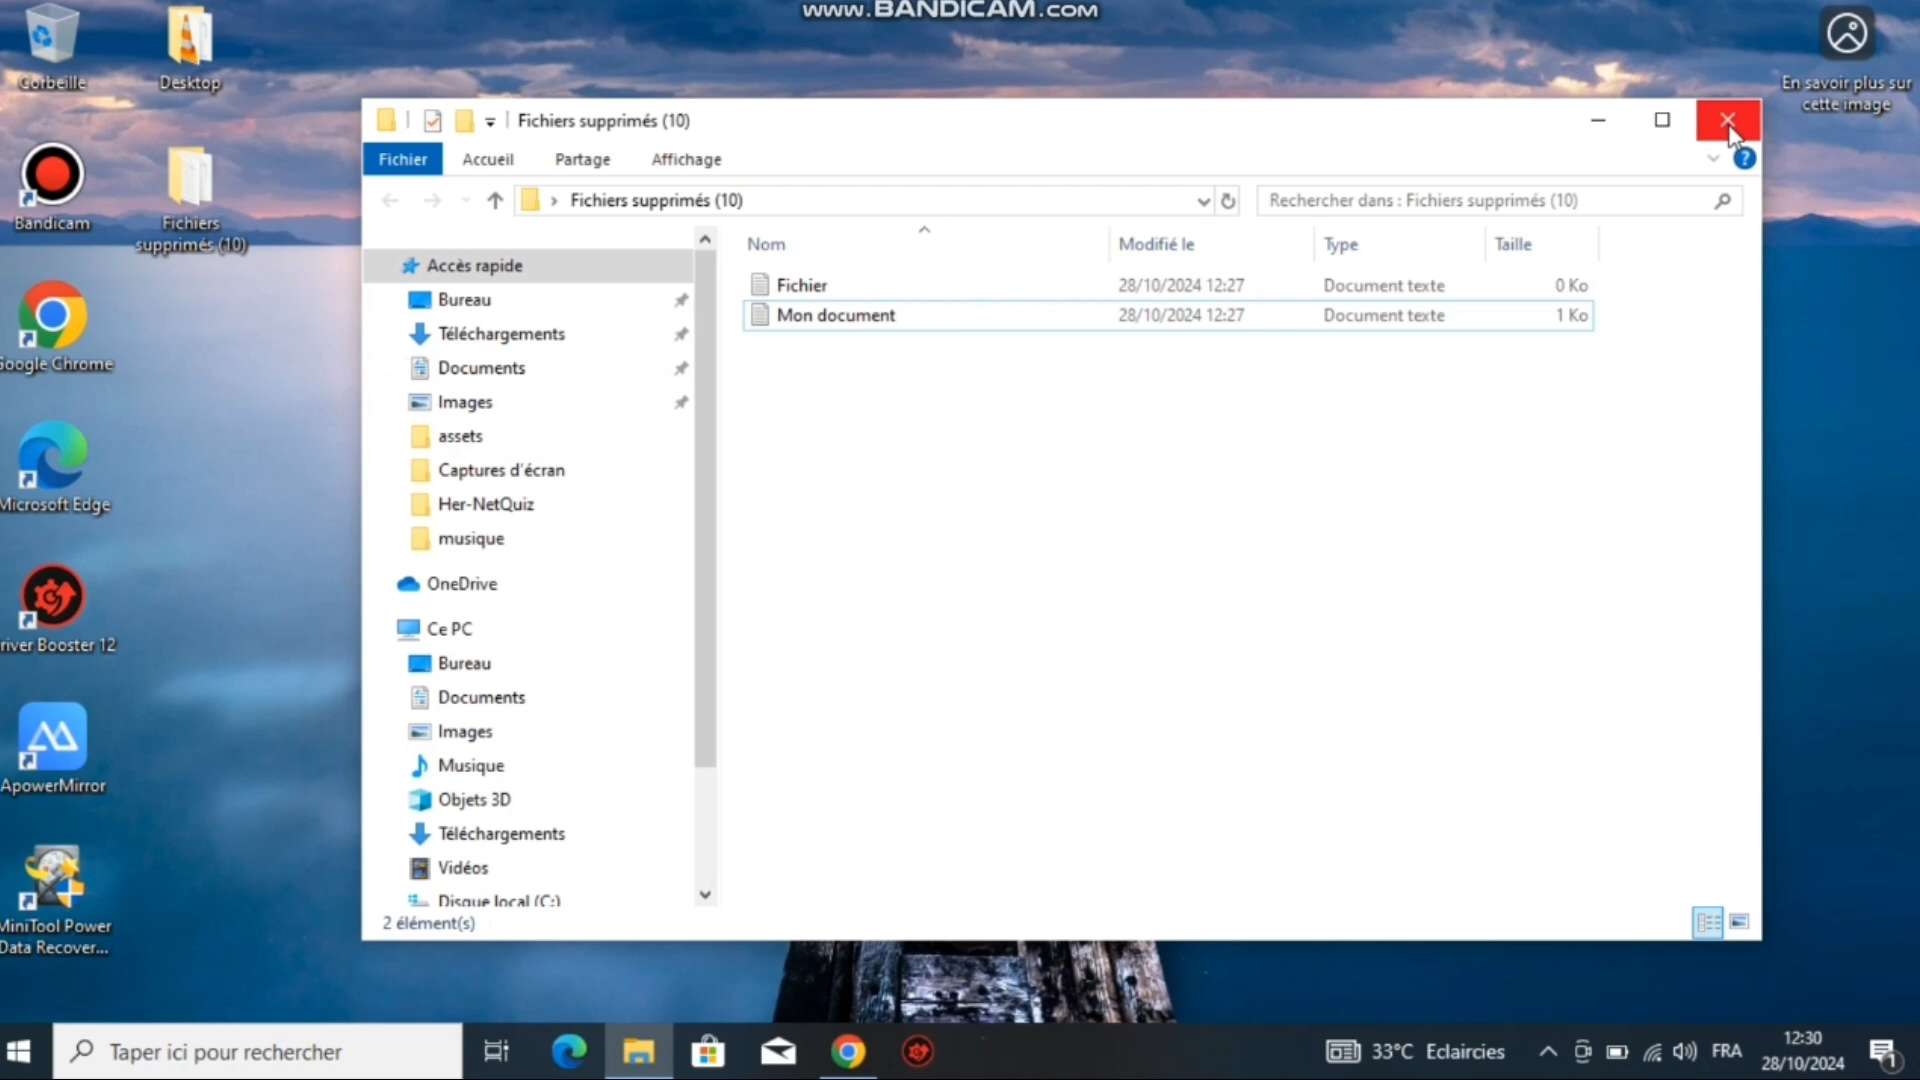 www.BANDICAM.com
Corbeille
Desktop
En savoir plus sur
cette image
Bandicam
Fichiers
supprimés (10)
Google Chrome
Microsoft Edge
river Booster 12
ApowerMirror
MiniTool Power
Data Recover...
Fichiers supprimés (10)
Fichier Accueil Partage Affichage
Fichiers supprimés (10)
Rechercher dans : Fichiers supprimés (10)
Nom Modifié le Type Taille
Fichier 28/10/2024 12:27 Document texte 0 Ko
Mon document 28/10/2024 12:27 Document texte 1 Ko
Accès rapide
Bureau
Téléchargements
Documents
Images
assets
Captures d'écran
Her-NetQuiz
musique
OneDrive
Ce PC
Bureau
Documents
Images
Musique
Objets 3D
Téléchargements
Vidéos
Disque local (C:)
2 élément(s)
Taper ici pour rechercher
33°C Eclaircies
FRA
12:30
28/10/2024
1